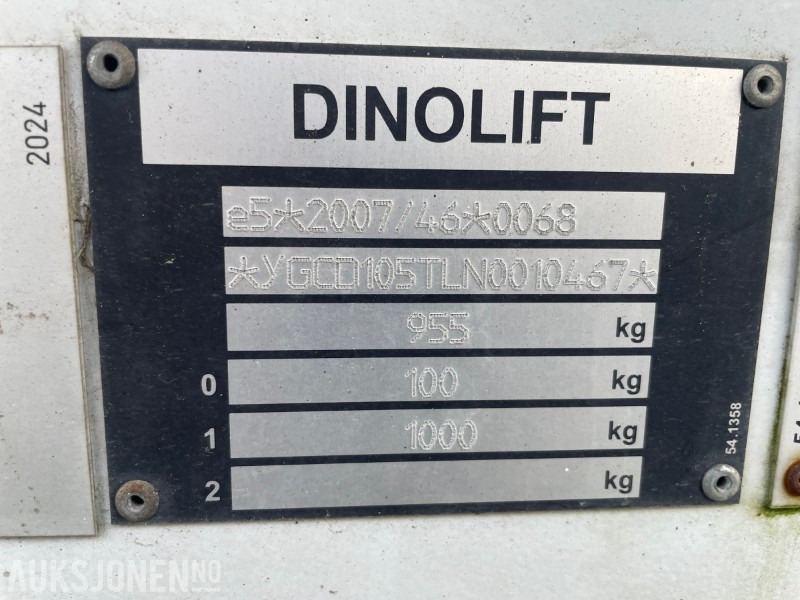 2024
DINOLIFT
e5*2007/46*0068
*YGCD105TLN0010467*
955 kg
0 100 kg
1 1000 kg
2 kg
54.1358
AUKSJONEN.NO